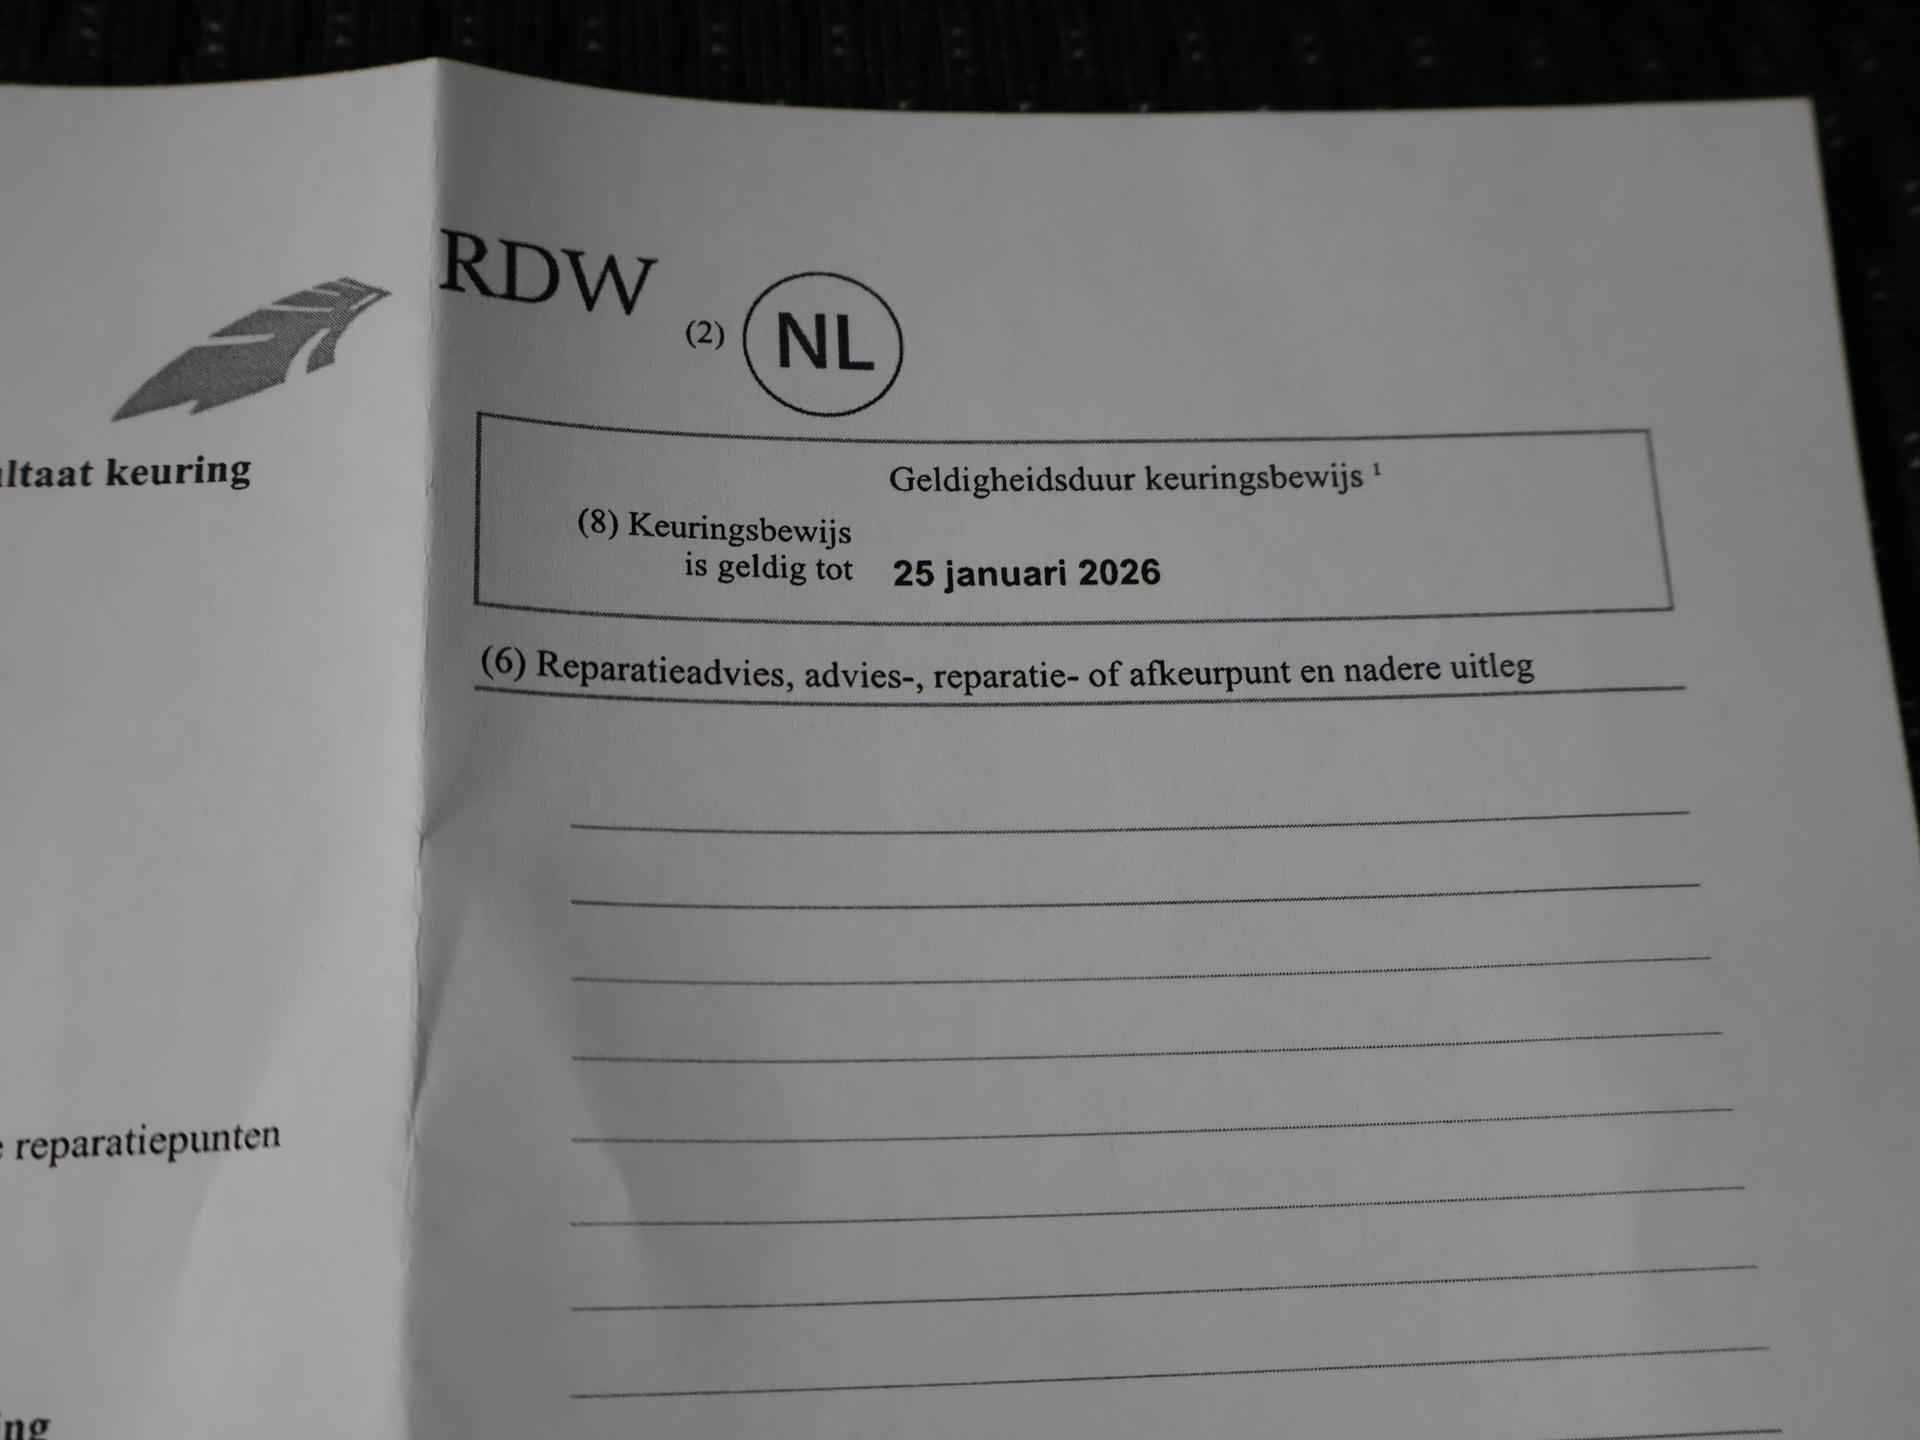 RDW
(2) NL
keuring
Geldigheidsduur keuringsbewijs ¹
(8) Keuringsbewijs
is geldig tot 25 januari 2026
(6) Reparatieadvies, advies-, reparatie- of afkeurpunt en nadere uitleg
reparatiepunten